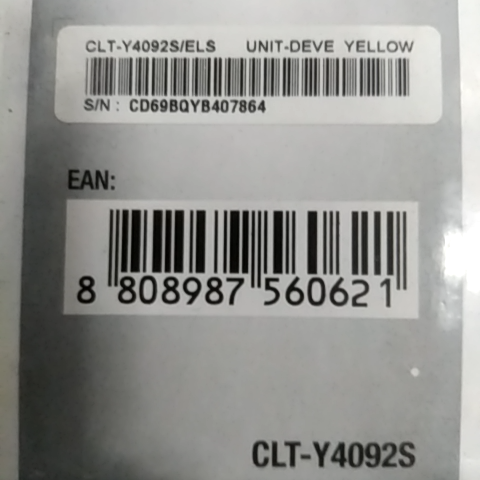 CLT-Y4092S/ELS UNIT-DEVE YELLOW
S/N : CD69BQYB407864
EAN:
8 808987 560621
CLT-Y4092S